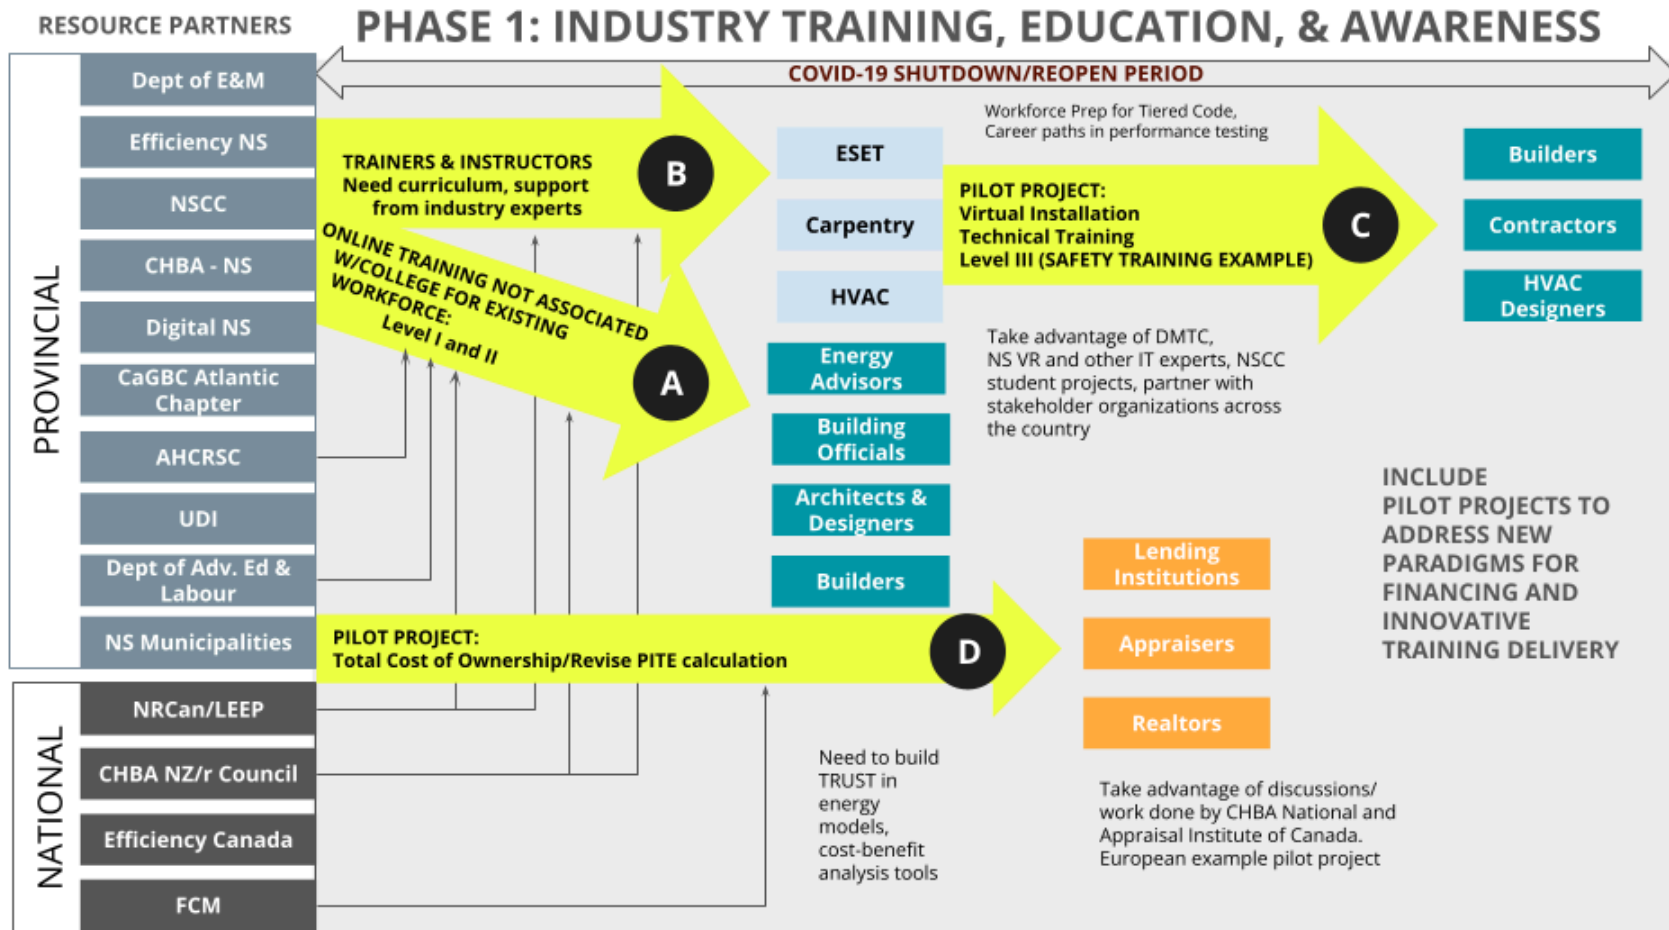 RESOURCE PARTNERS
PHASE 1: INDUSTRY TRAINING, EDUCATION, & AWARENESS
COVID-19 SHUTDOWN/REOPEN PERIOD
PROVINCIAL
Dept of E&M
Efficiency NS
NSCC
CHBA - NS
Digital NS
CaGBC Atlantic
Chapter
AHCRSC
UDI
Dept of Adv. Ed &
Labour
NS Municipalities
NATIONAL
NRCan/LEEP
CHBA NZ/r Council
Efficiency Canada
FCM
TRAINERS & INSTRUCTORS
Need curriculum, support
from industry experts
B
ONLINE TRAINING NOT ASSOCIATED
W/COLLEGE FOR EXISTING
WORKFORCE:
Level I and II
A
ESET
Carpentry
HVAC
Energy
Advisors
Building
Officials
Architects &
Designers
Builders
Workforce Prep for Tiered Code,
Career paths in performance testing
PILOT PROJECT:
Virtual Installation
Technical Training
Level III (SAFETY TRAINING EXAMPLE)
C
Builders
Contractors
HVAC
Designers
Take advantage of DMTC,
NS VR and other IT experts, NSCC
student projects, partner with
stakeholder organizations across
the country
INCLUDE
PILOT PROJECTS TO
ADDRESS NEW
PARADIGMS FOR
FINANCING AND
INNOVATIVE
TRAINING DELIVERY
PILOT PROJECT:
Total Cost of Ownership/Revise PITE calculation
D
Lending
Institutions
Appraisers
Realtors
Need to build
TRUST in
energy
models,
cost-benefit
analysis tools
Take advantage of discussions/
work done by CHBA National and
Appraisal Institute of Canada.
European example pilot project